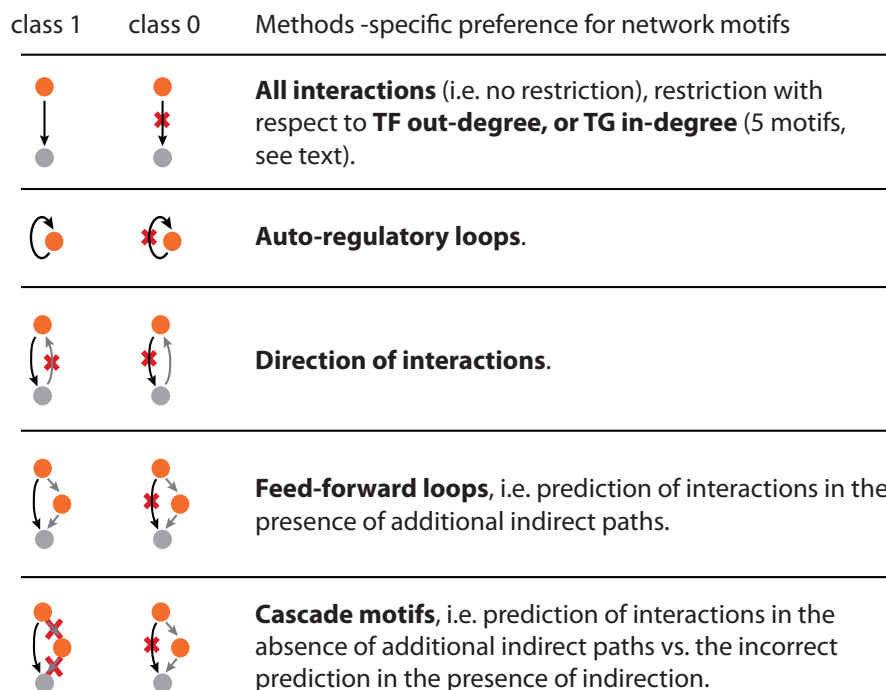 class 1 class 0 Methods -specific preference for network motifs
All interactions (i.e. no restriction), restriction with
respect to TF out-degree, or TG in-degree (5 motifs,
see text).
Auto-regulatory loops.
Direction of interactions.
Feed-forward loops, i.e. prediction of interactions in the
presence of additional indirect paths.
Cascade motifs, i.e. prediction of interactions in the
absence of additional indirect paths vs. the incorrect
prediction in the presence of indirection.